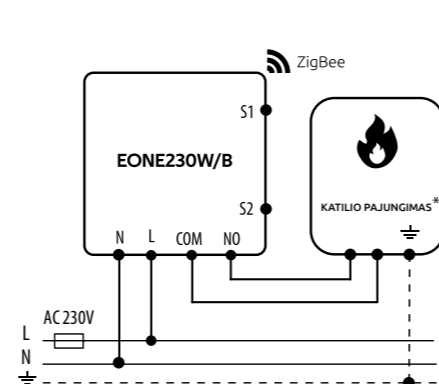 ZigBee
S1
EONE230W/B
S2
KATILIO PAJUNGIMAS*
N L COM NO
AC 230V
L
N